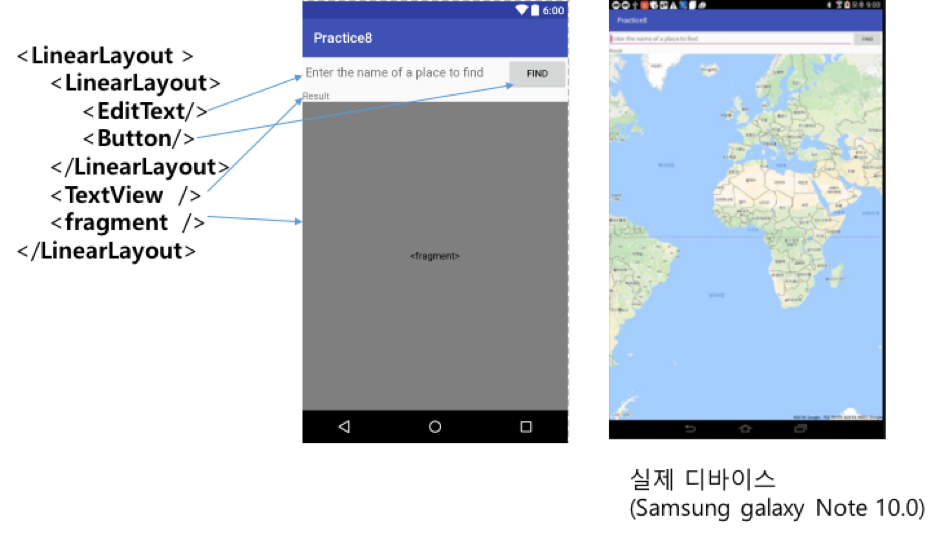 <LinearLayout >
<LinearLayout>
<EditText/>
<Button/>
</LinearLayout>
<TextView />
<fragment />
</LinearLayout>
6:00
Practice8
Enter the name of a place to find
FIND
Result
<fragment>
9:03
Practice8
Enter the name of a place to find
FIND
Result
실제 디바이스
(Samsung galaxy Note 10.0)